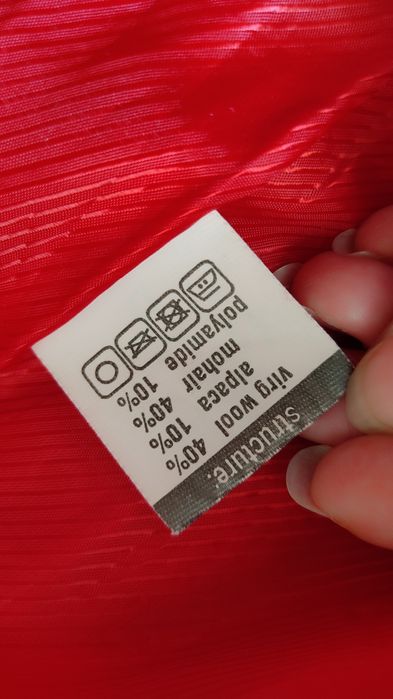 structure:
virg wool 40%
alpaca 10%
mohair 40%
polyamide 10%